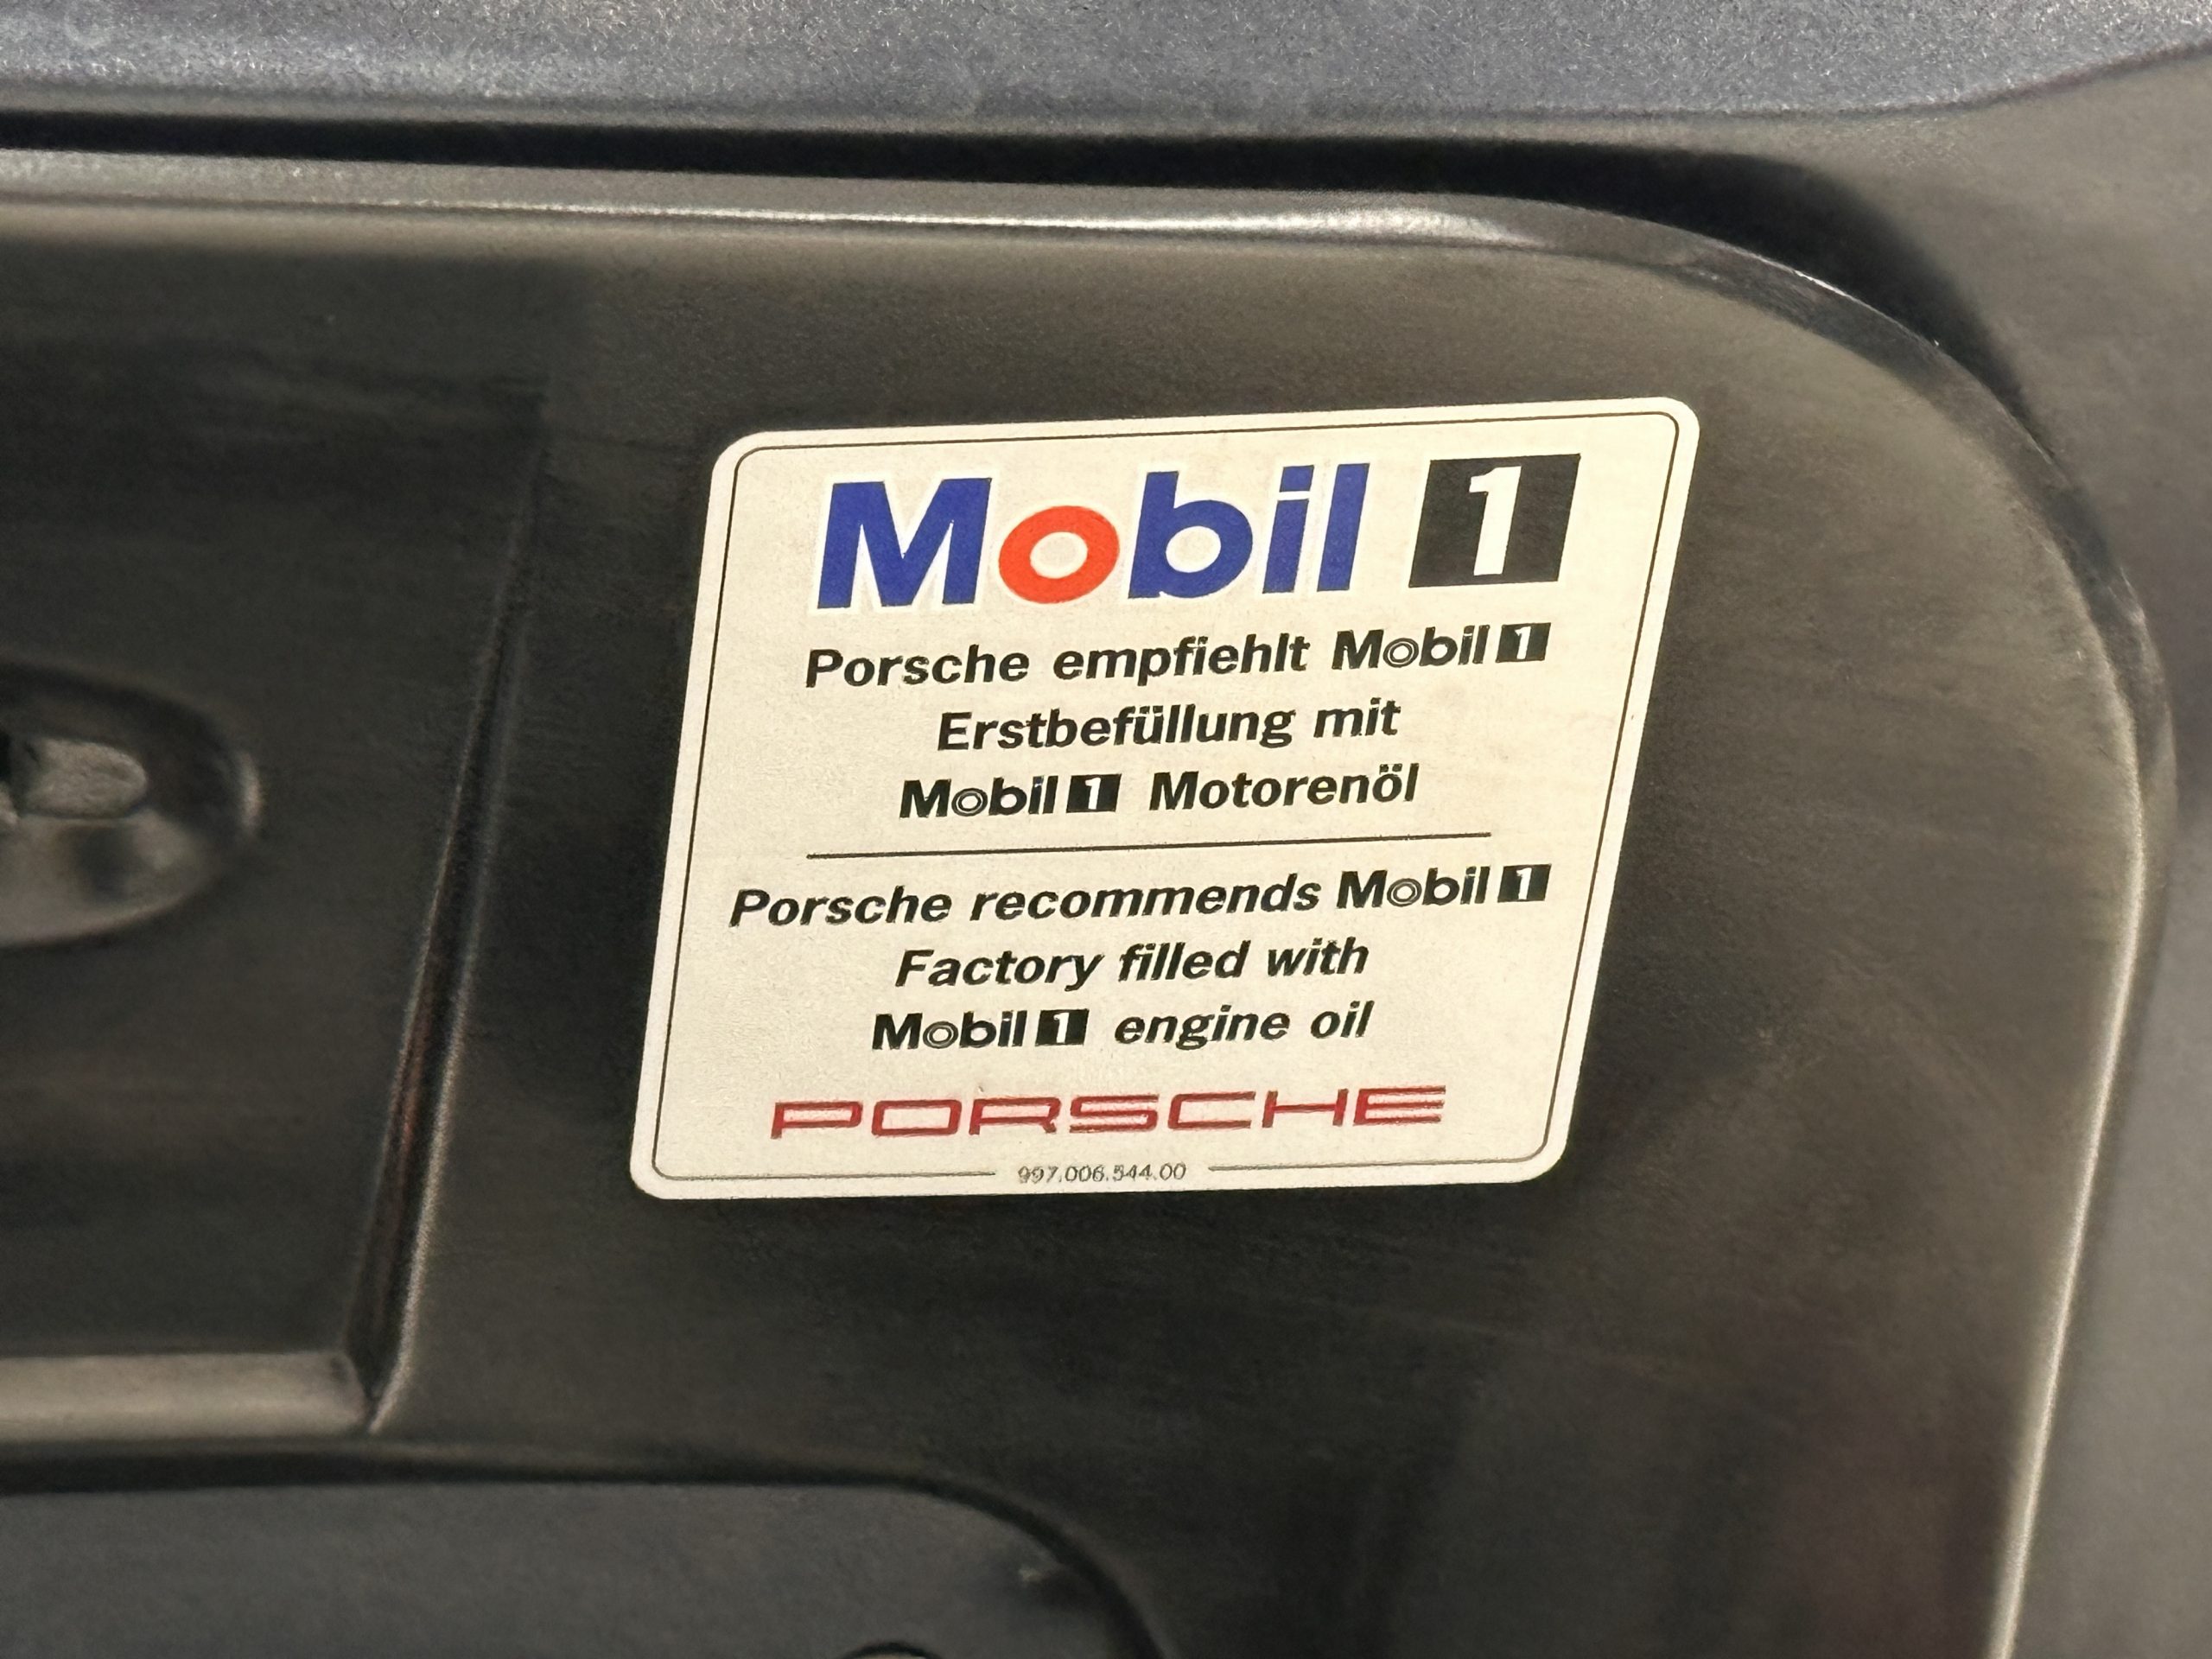 Mobil 1
Porsche empfiehlt Mobil 1
Erstbefüllung mit
Mobil 1 Motorenöl
Porsche recommends Mobil 1
Factory filled with
Mobil 1 engine oil
PORSCHE
997.006.544.00